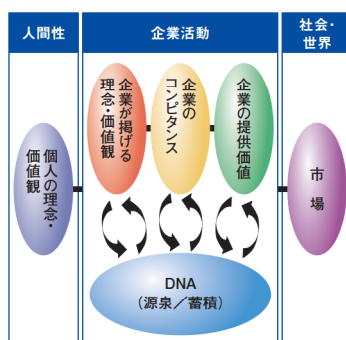 人間性
企業活動
社会・
世界
個人の理念・
価値観
企業が掲げる
理念・価値観
企業の
コンピタンス
企業の提供価値
市場
DNA
(源泉／蓄積)